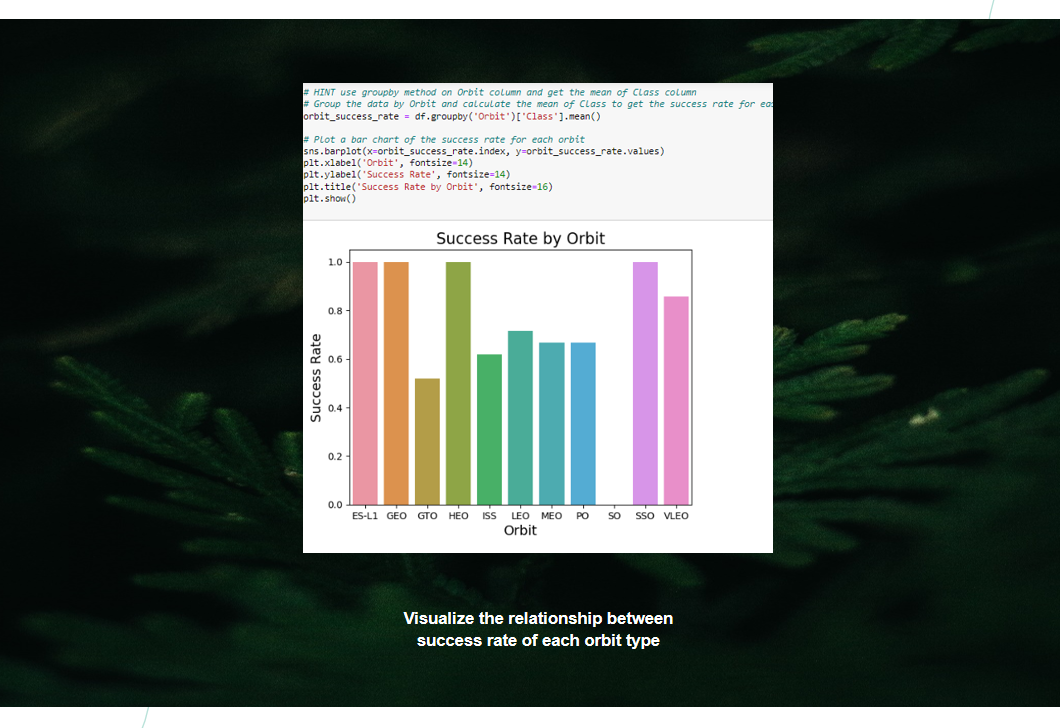 # HINT use groupby method on Orbit column and get the mean of Class column
# Group the data by Orbit and calculate the mean of Class to get the success rate for ea
orbit_success_rate = df.groupby('Orbit')['Class'].mean()
# Plot a bar chart of the success rate for each orbit
sns.barplot(x=orbit_success_rate.index, y=orbit_success_rate.values)
plt.xlabel('Orbit', fontsize=14)
plt.ylabel('Success Rate', fontsize=14)
plt.title('Success Rate by Orbit', fontsize=16)
plt.show()
Success Rate by Orbit
Success Rate
1.0
0.8
0.6
0.4
0.2
0.0
ES-L1 GEO GTO HEO ISS LEO MEO PO SO SSO VLEO
Orbit
Visualize the relationship between
success rate of each orbit type